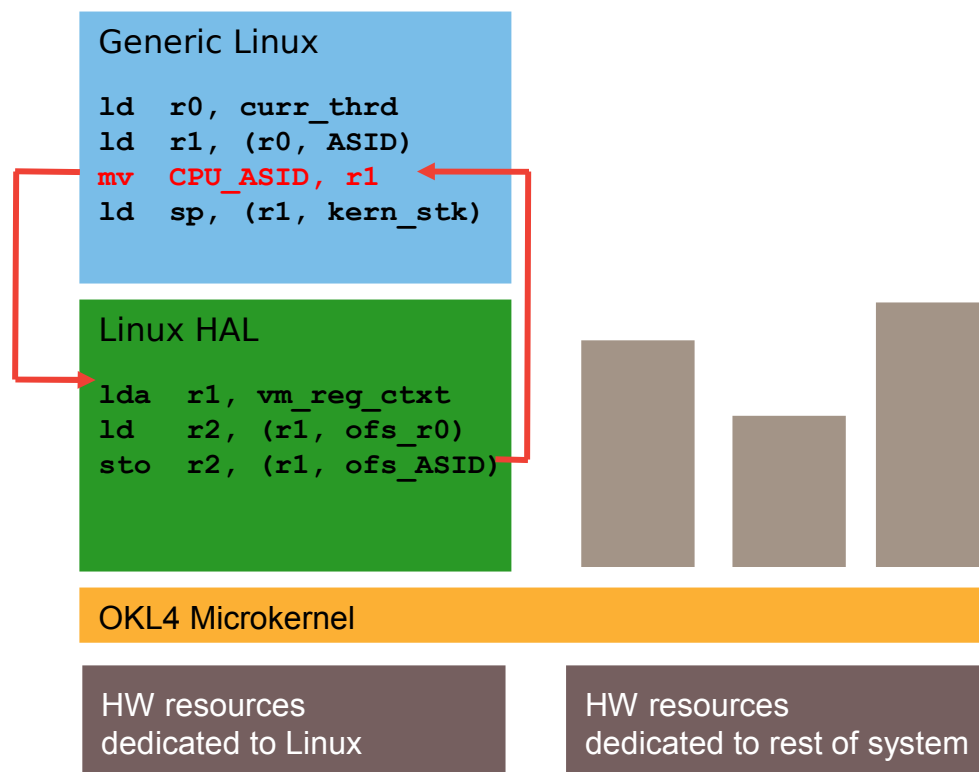 Generic Linux
ld r0, curr_thrd
ld r1, (r0, ASID)
mv CPU_ASID, r1
ld sp, (r1, kern_stk)
Linux HAL
lda r1, vm_reg_ctxt
ld r2, (r1, ofs_r0)
sto r2, (r1, ofs_ASID)
OKL4 Microkernel
HW resources
dedicated to Linux
HW resources
dedicated to rest of system